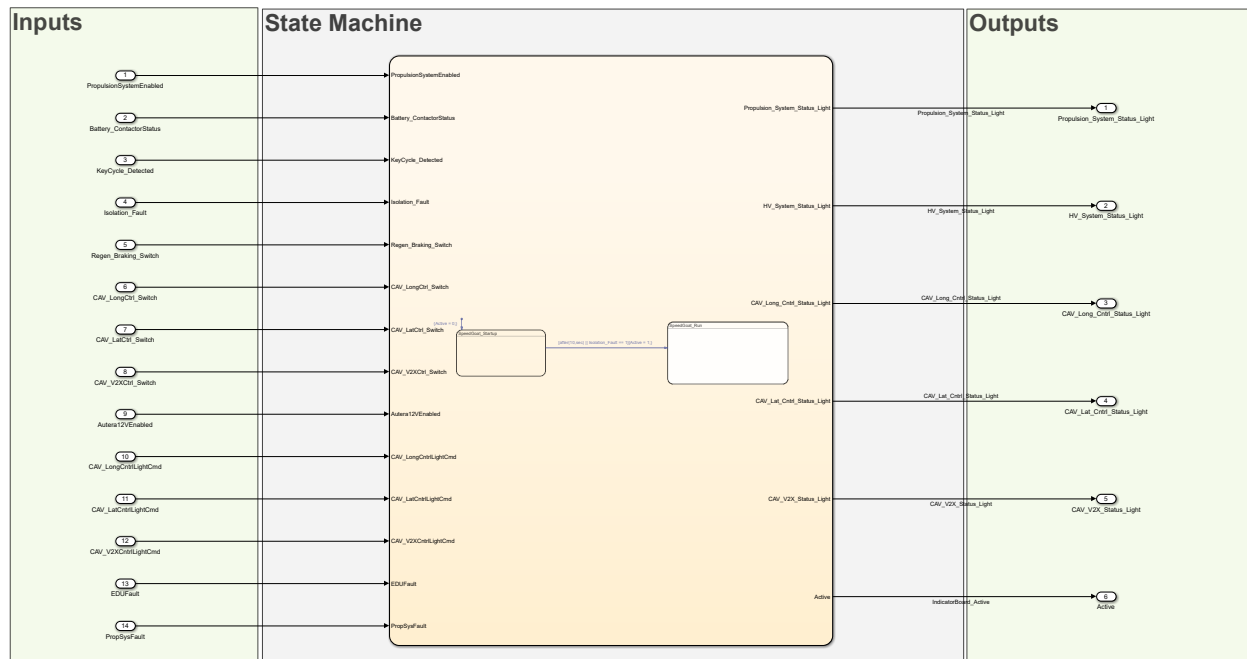 Inputs
State Machine
Outputs
1
PropulsionSystemEnabled
2
Battery_ContactorStatus
3
KeyCycle_Detected
4
Isolation_Fault
5
Regen_Braking_Switch
6
CAV_LongCtrl_Switch
7
CAV_LatCtrl_Switch
8
CAV_V2XCtrl_Switch
9
Autera12VEnabled
10
CAV_LongCntrlLightCmd
11
CAV_LatCntrlLightCmd
12
CAV_V2XCntrlLightCmd
13
EDUFault
14
PropSysFault
PropulsionSystemEnabled
Battery_ContactorStatus
KeyCycle_Detected
Isolation_Fault
Regen_Braking_Switch
CAV_LongCtrl_Switch
CAV_LatCtrl_Switch
CAV_V2XCtrl_Switch
Autera12VEnabled
CAV_LongCntrlLightCmd
CAV_LatCntrlLightCmd
CAV_V2XCntrlLightCmd
EDUFault
PropSysFault
SpeedGoat_Startup
SpeedGoat_Run
Propulsion_System_Status_Light
HV_System_Status_Light
CAV_Long_Cntrl_Status_Light
CAV_Lat_Cntrl_Status_Light
CAV_V2X_Status_Light
Active
Propulsion_System_Status_Light
HV_System_Status_Light
CAV_Long_Cntrl_Status_Light
CAV_Lat_Cntrl_Status_Light
CAV_V2X_Status_Light
IndicatorBoard_Active
1
Propulsion_System_Status_Light
2
HV_System_Status_Light
3
CAV_Long_Cntrl_Status_Light
4
CAV_Lat_Cntrl_Status_Light
5
CAV_V2X_Status_Light
6
Active